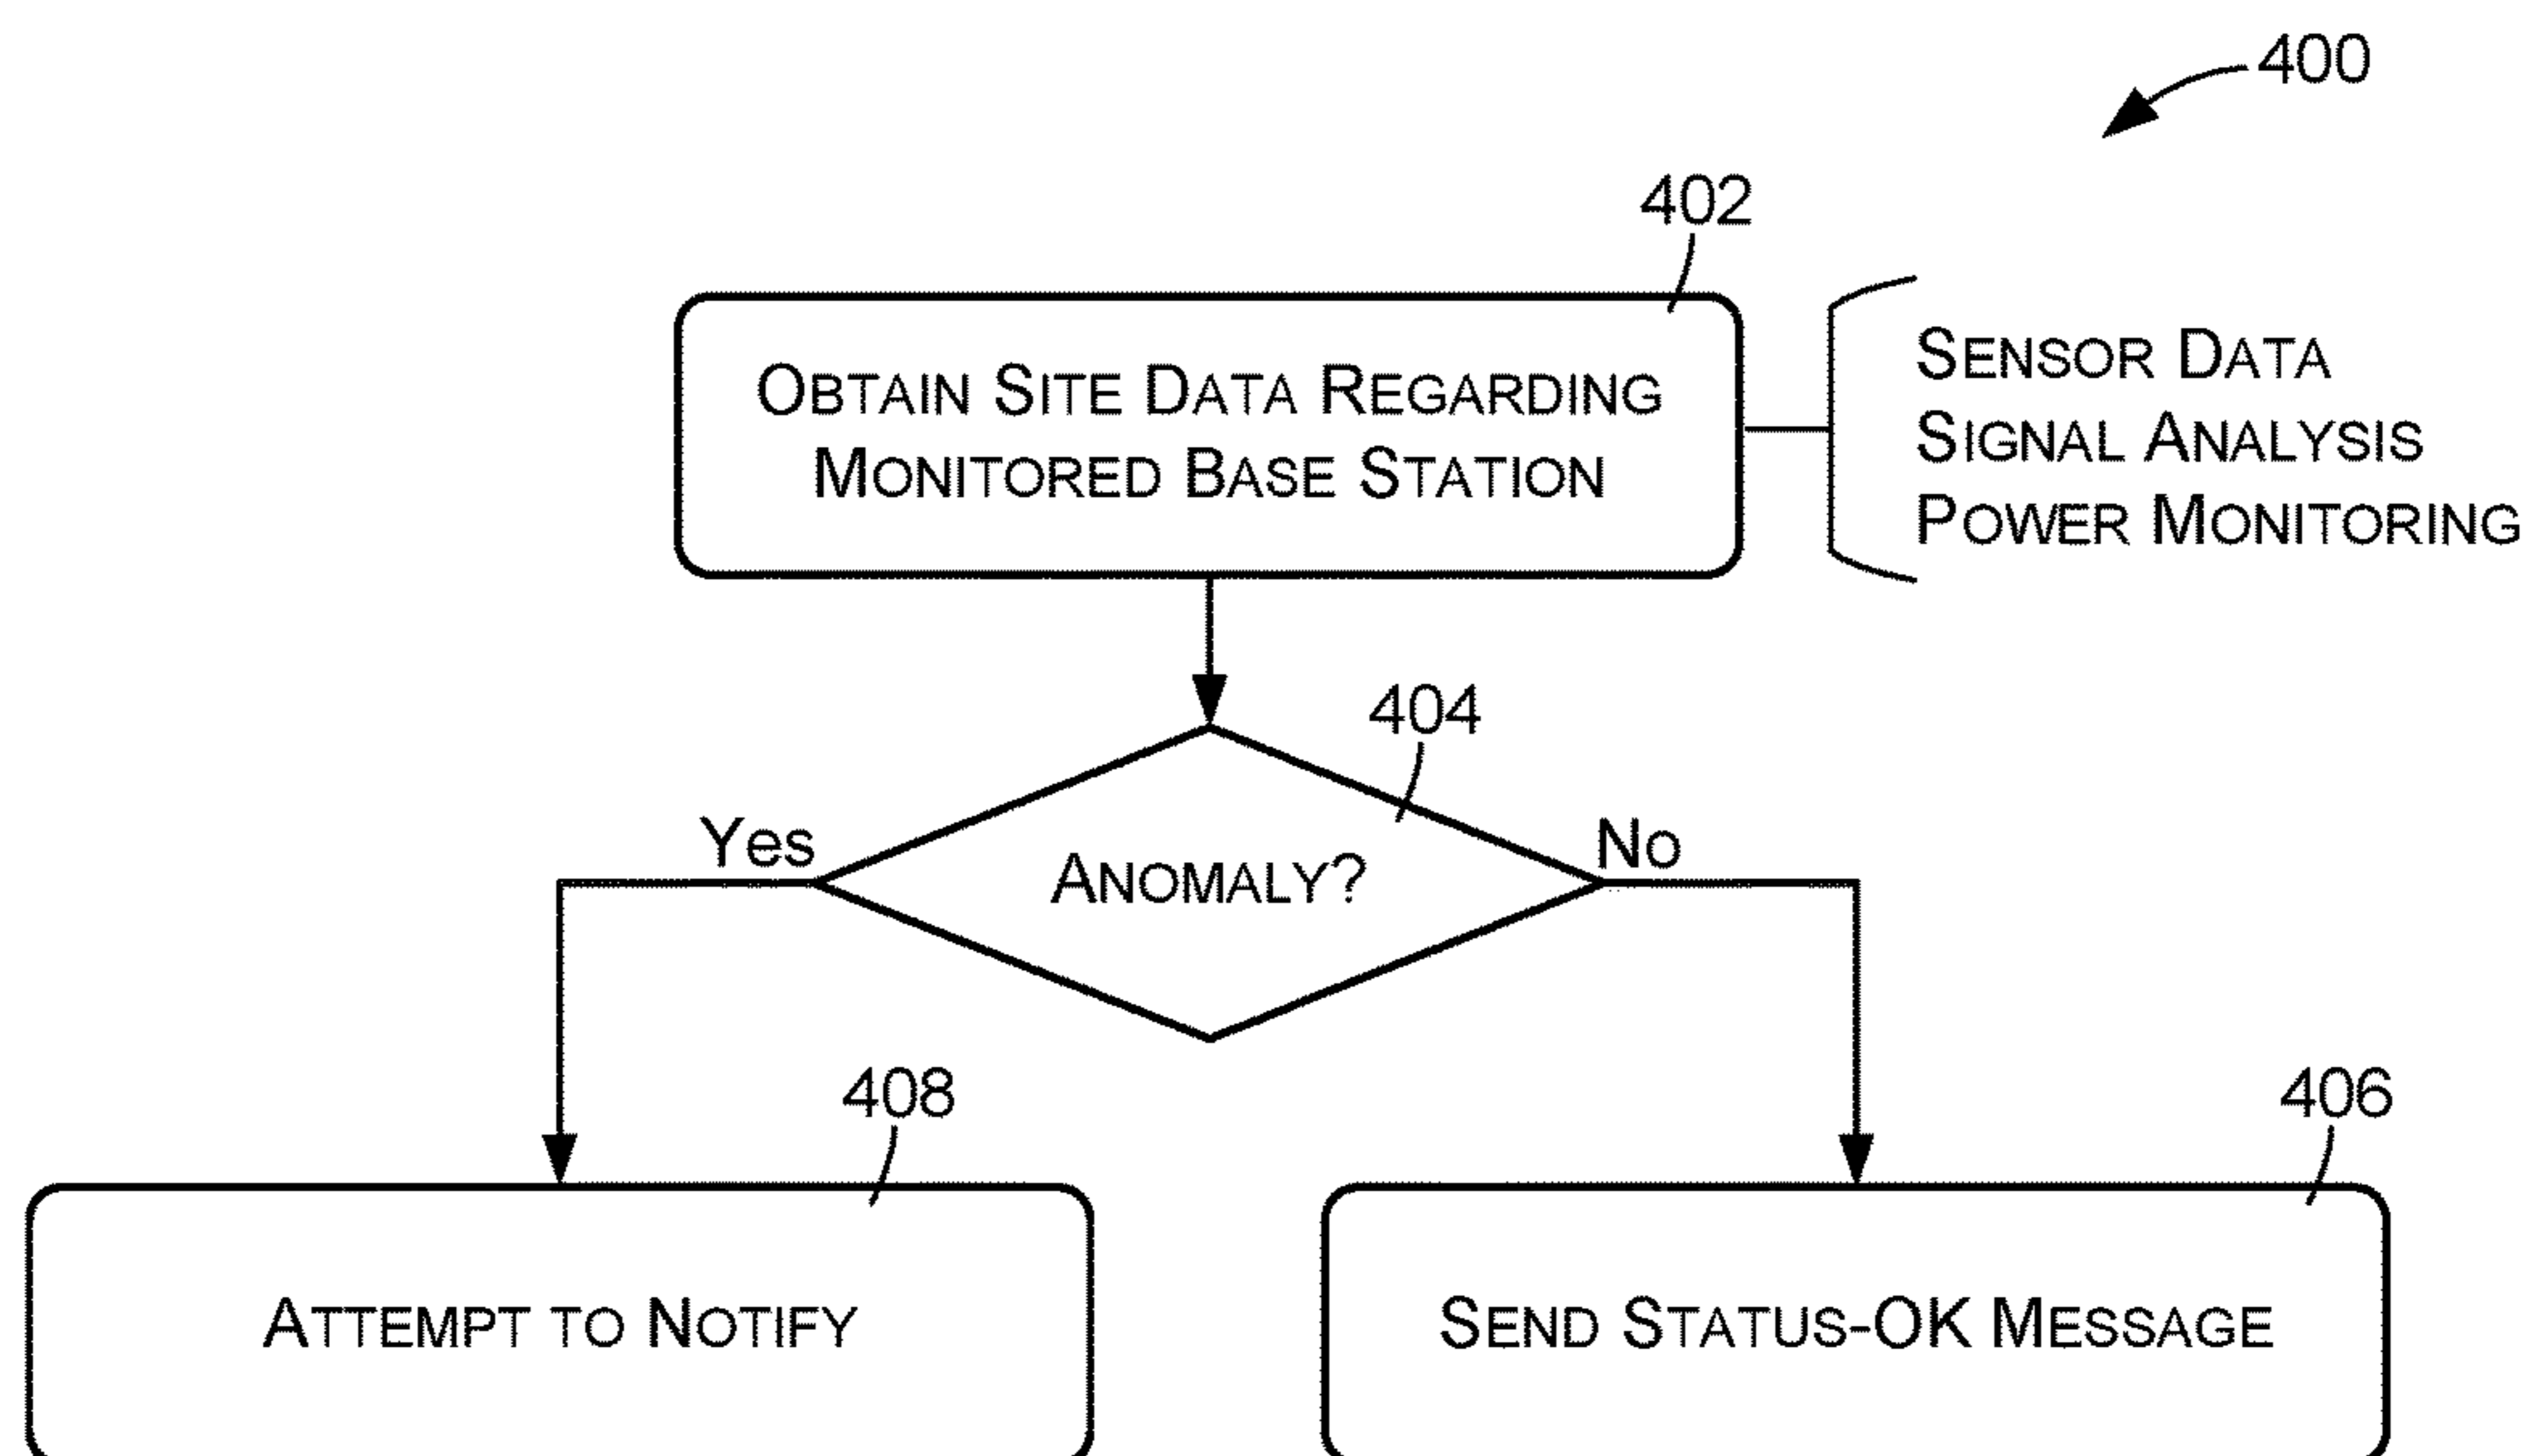 400
402
OBTAIN SITE DATA REGARDING
MONITORED BASE STATION
SENSOR DATA
SIGNAL ANALYSIS
POWER MONITORING
404
Yes
ANOMALY?
NO
408
406
ATTEMPT TO NOTIFY
SEND STATUS-OK MESSAGE